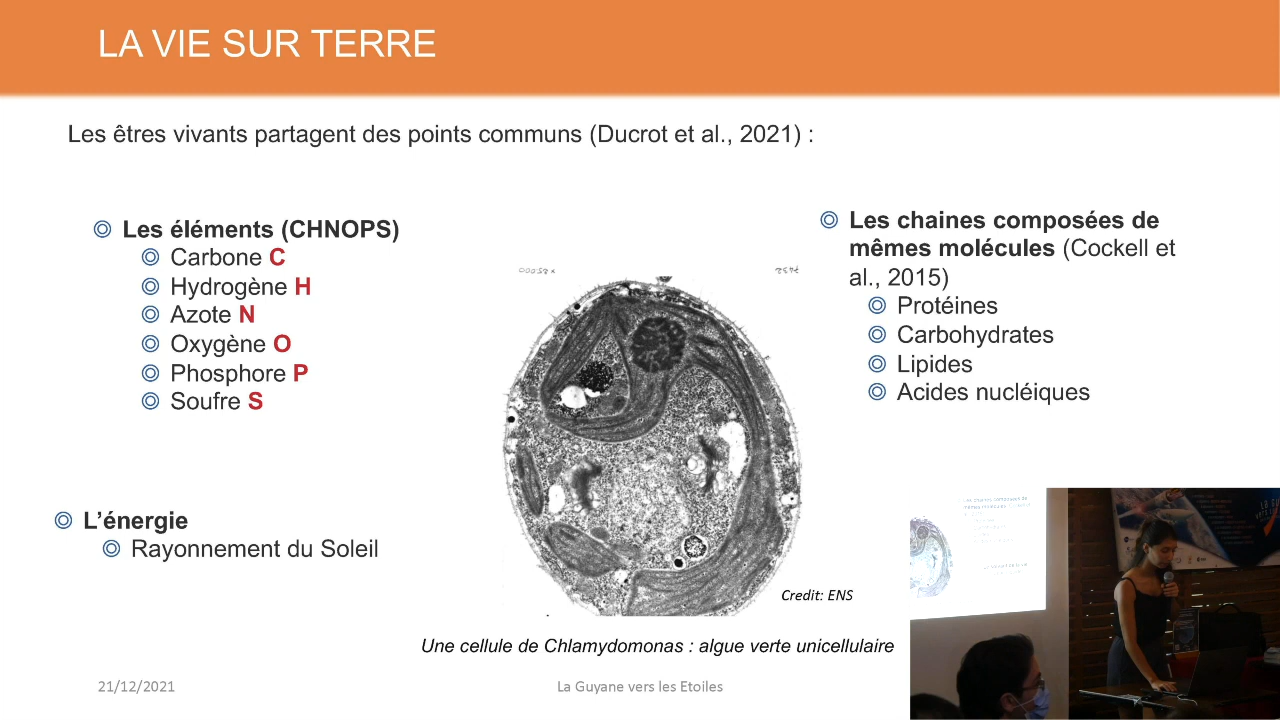 LA VIE SUR TERRE
Les êtres vivants partagent des points communs (Ducrot et al., 2021) :
Les éléments (CHNOPS)
Carbone C
Hydrogène H
Azote N
Oxygène O
Phosphore P
Soufre S
L'énergie
Rayonnement du Soleil
Les chaines composées de
mêmes molécules (Cockell et
al., 2015)
Protéines
Carbohydrates
Lipides
Acides nucléiques
Credit: ENS
Une cellule de Chlamydomonas : algue verte unicellulaire
21/12/2021
La Guyane vers les Etoiles